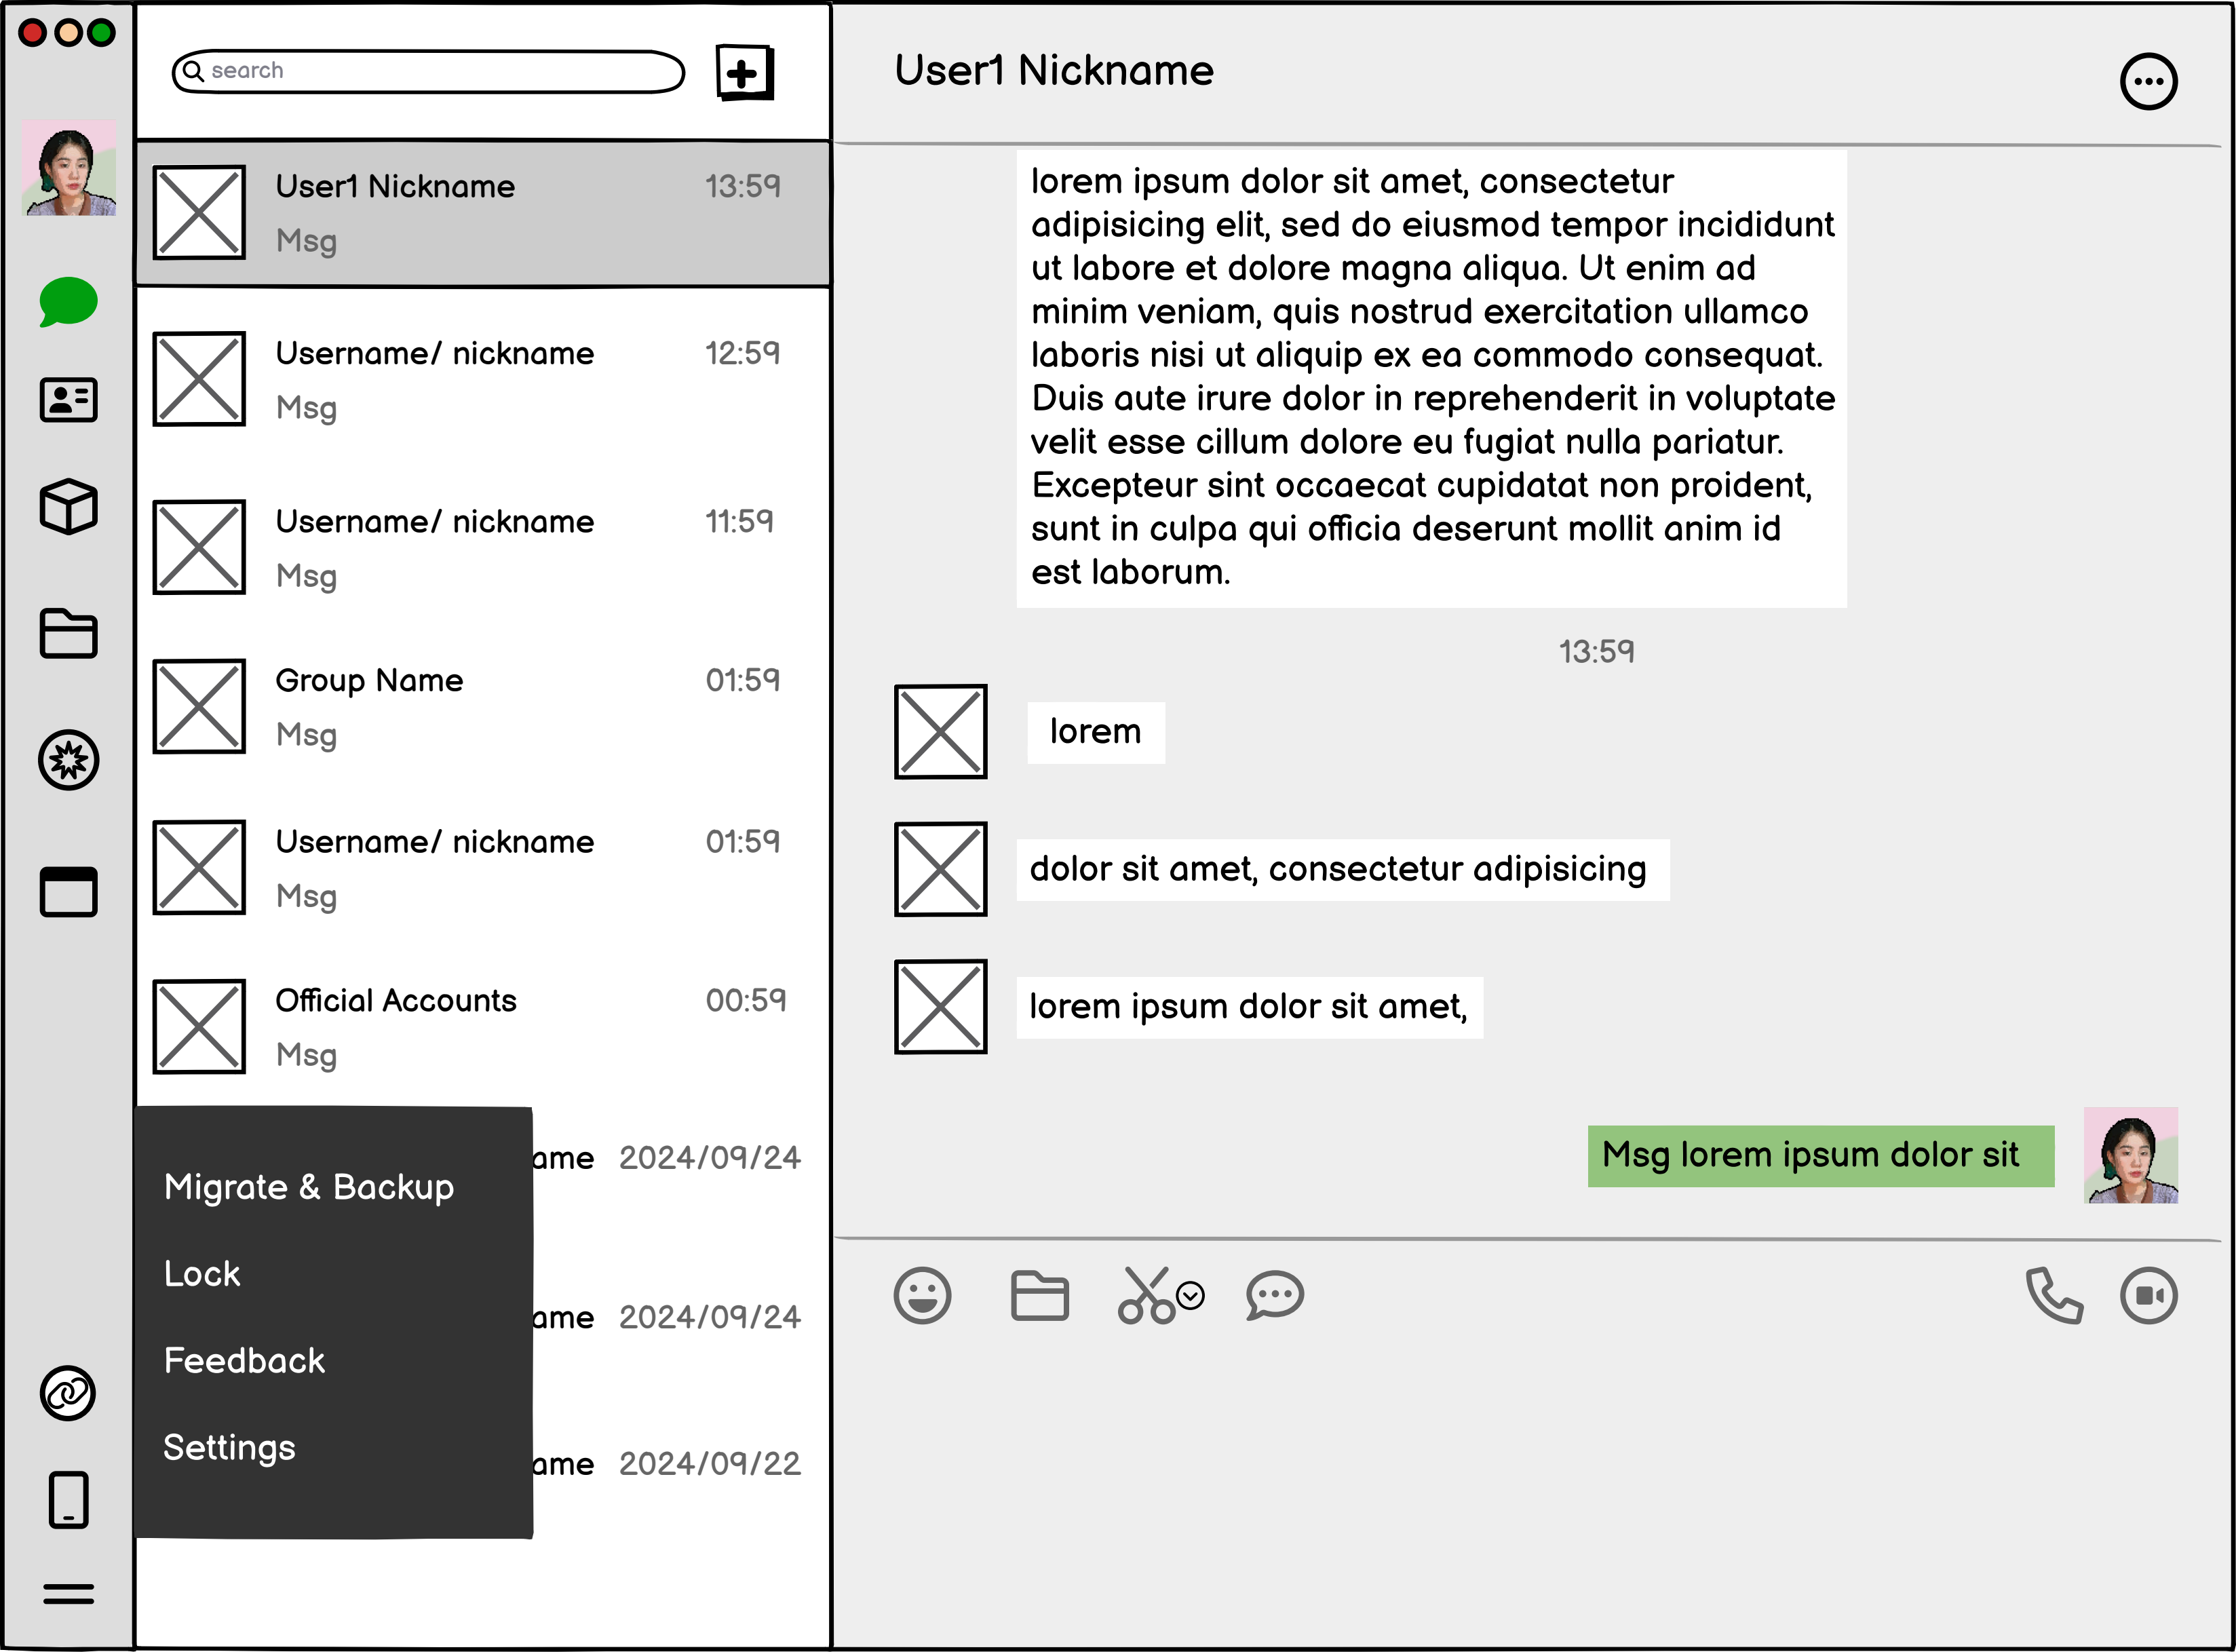 search
User1 Nickname
13:59
Msg
Username/ nickname
12:59
Msg
Username/ nickname
11:59
Msg
Group Name
01:59
Msg
Username/ nickname
01:59
Msg
Official Accounts
00:59
Msg
ame
2024/09/24
ame
2024/09/24
ame
2024/09/22
Migrate & Backup
Lock
Feedback
Settings
User1 Nickname
lorem ipsum dolor sit amet, consectetur
adipisicing elit, sed do eiusmod tempor incididunt
ut labore et dolore magna aliqua. Ut enim ad
minim veniam, quis nostrud exercitation ullamco
laboris nisi ut aliquip ex ea commodo consequat.
Duis aute irure dolor in reprehenderit in voluptate
velit esse cillum dolore eu fugiat nulla pariatur.
Excepteur sint occaecat cupidatat non proident,
sunt in culpa qui officia deserunt mollit anim id
est laborum.
13:59
lorem
dolor sit amet, consectetur adipisicing
lorem ipsum dolor sit amet,
Msg lorem ipsum dolor sit